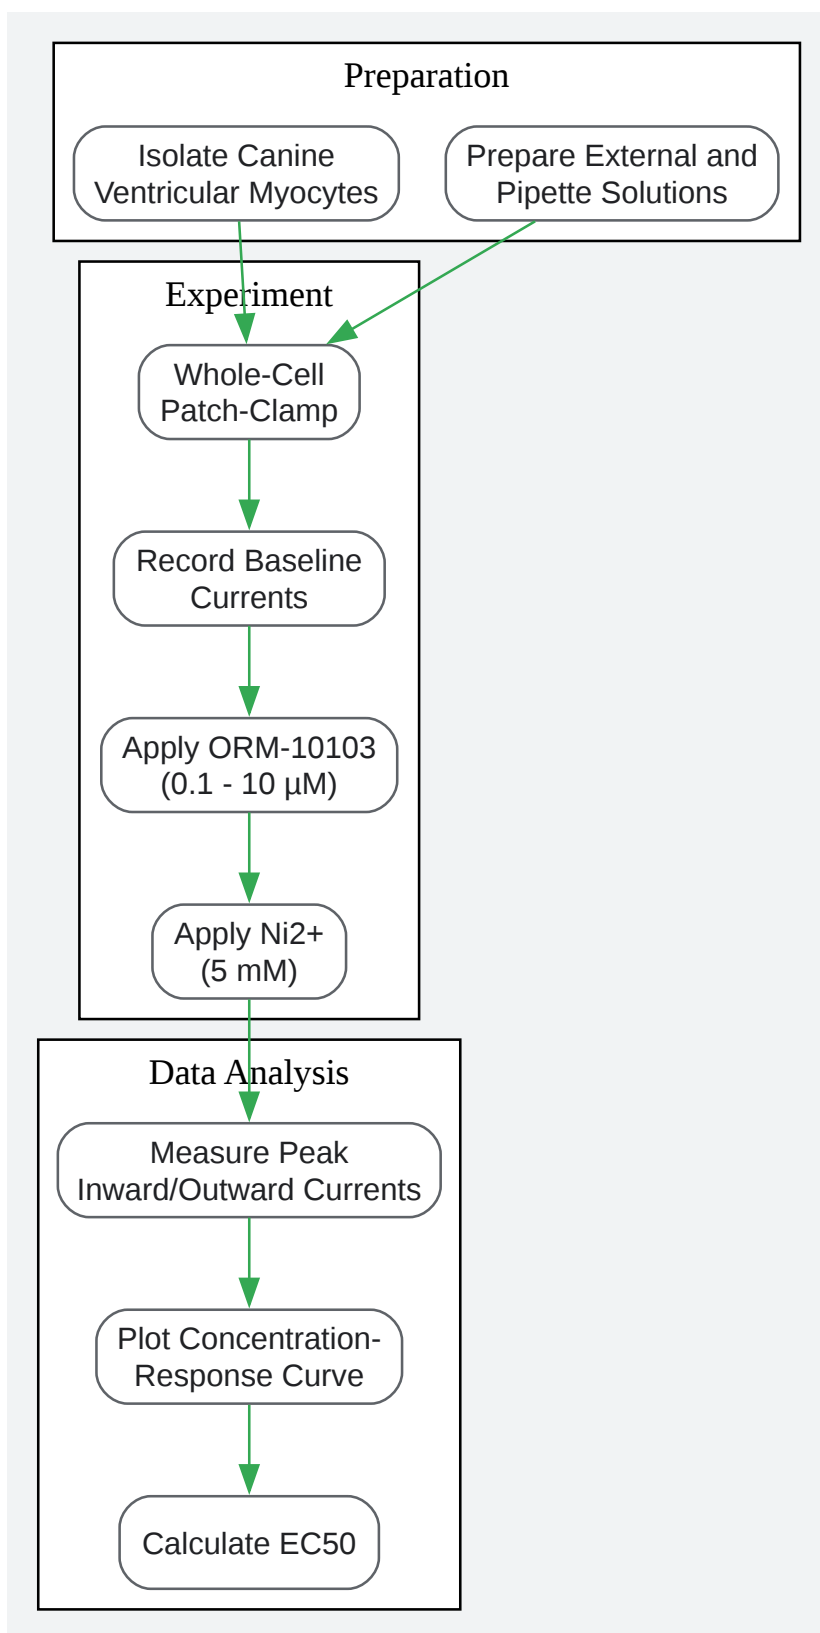 Preparation
Isolate Canine
Ventricular Myocytes
Prepare External and
Pipette Solutions
Experiment
Whole-Cell
Patch-Clamp
Record Baseline
Currents
Apply ORM-10103
(0.1 - 10 µM)
Apply Ni2+
(5 mM)
Data Analysis
Measure Peak
Inward/Outward Currents
Plot Concentration-
Response Curve
Calculate EC50